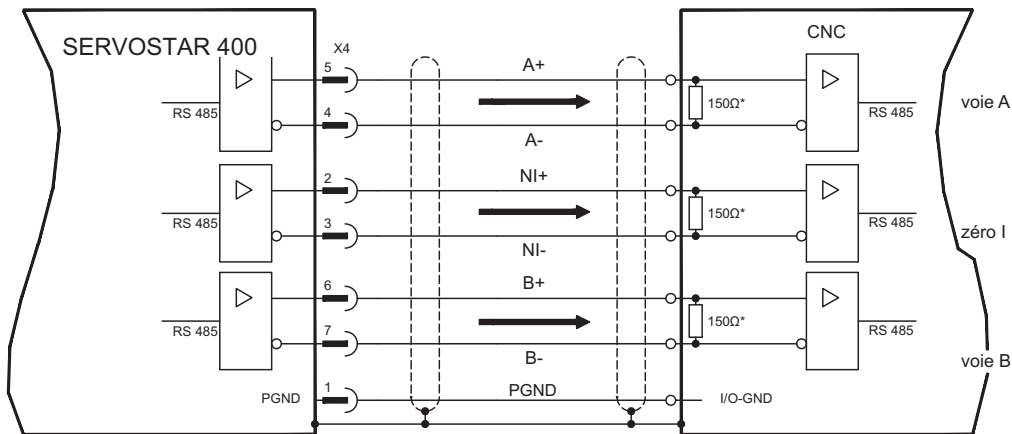 SERVOSTAR 400
X4
CNC
5
A+
RS 485
150Ω*
RS 485
voie A
4
A-
2
NI+
RS 485
150Ω*
RS 485
zéro I
3
NI-
6
B+
RS 485
150Ω*
RS 485
7
B-
voie B
PGND
1
PGND
I/O-GND